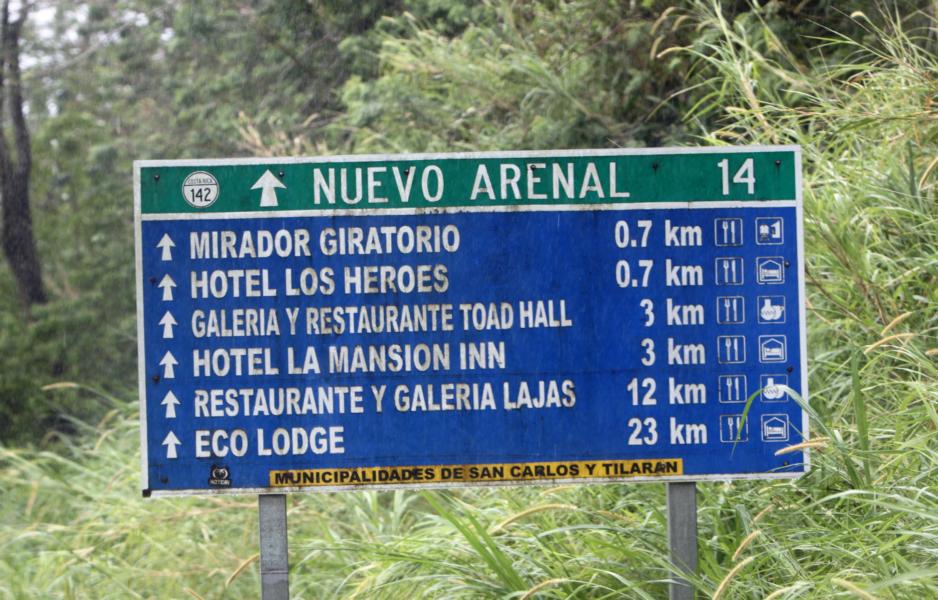 COSTA RICA
142
NUEVO ARENAL 14
MIRADOR GIRATORIO 0.7 km
HOTEL LOS HEROES 0.7 km
GALERIA Y RESTAURANTE TOAD HALL 3 km
HOTEL LA MANSION INN 3 km
RESTAURANTE Y GALERIA LAJAS 12 km
ECO LODGE 23 km
MUNICIPALIDADES DE SAN CARLOS Y TILARAN